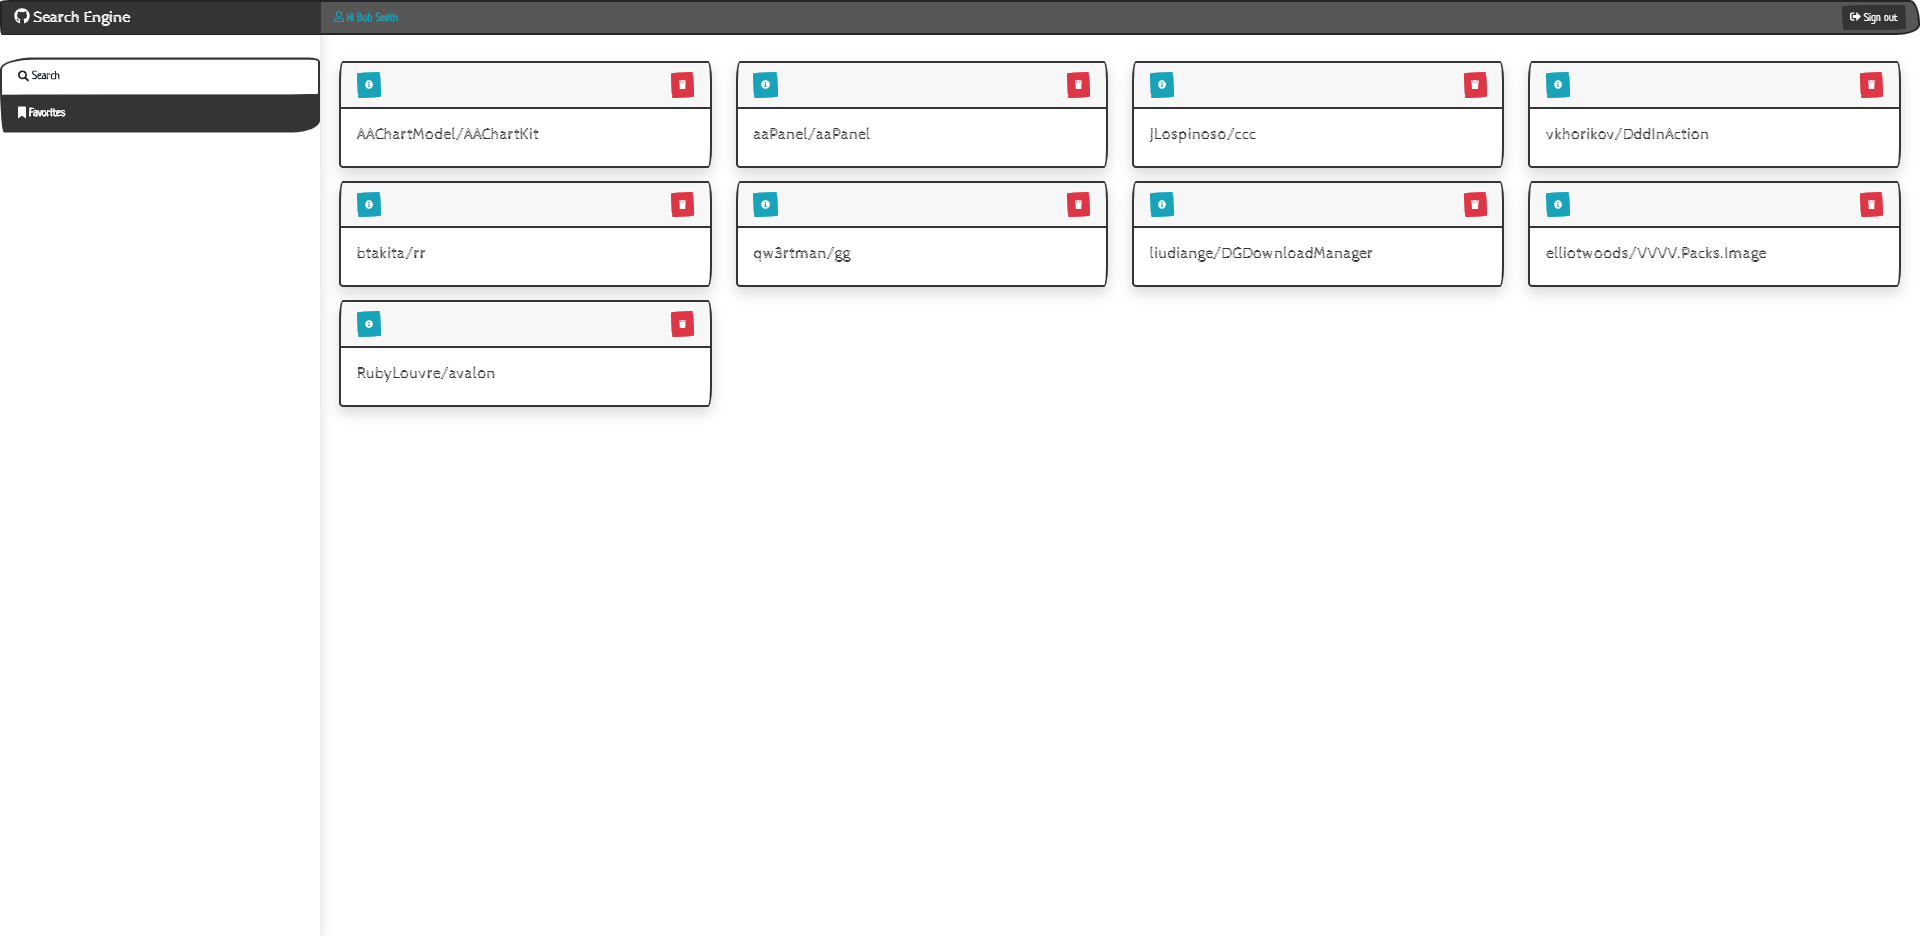 Search Engine
Hi Bob Smith
Sign out
Search
Favorites
AAChartModel/AAChartKit
aaPanel/aaPanel
JLospinoso/ccc
vkhorikov/DddInAction
btakita/rr
qw3rtman/gg
liudiange/DGDownloadManager
elliotwoods/VVVV.Packs.Image
RubyLouvre/avalon